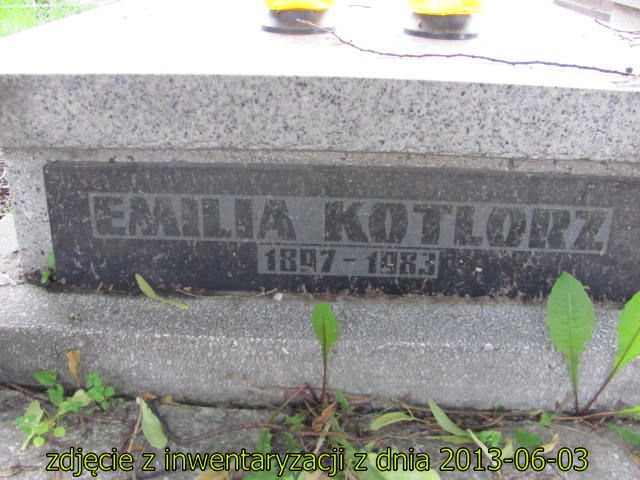 EMILIA KOTLORZ
1897-1983
zdjęcie z inwentaryzacji z dnia 2013-06-03